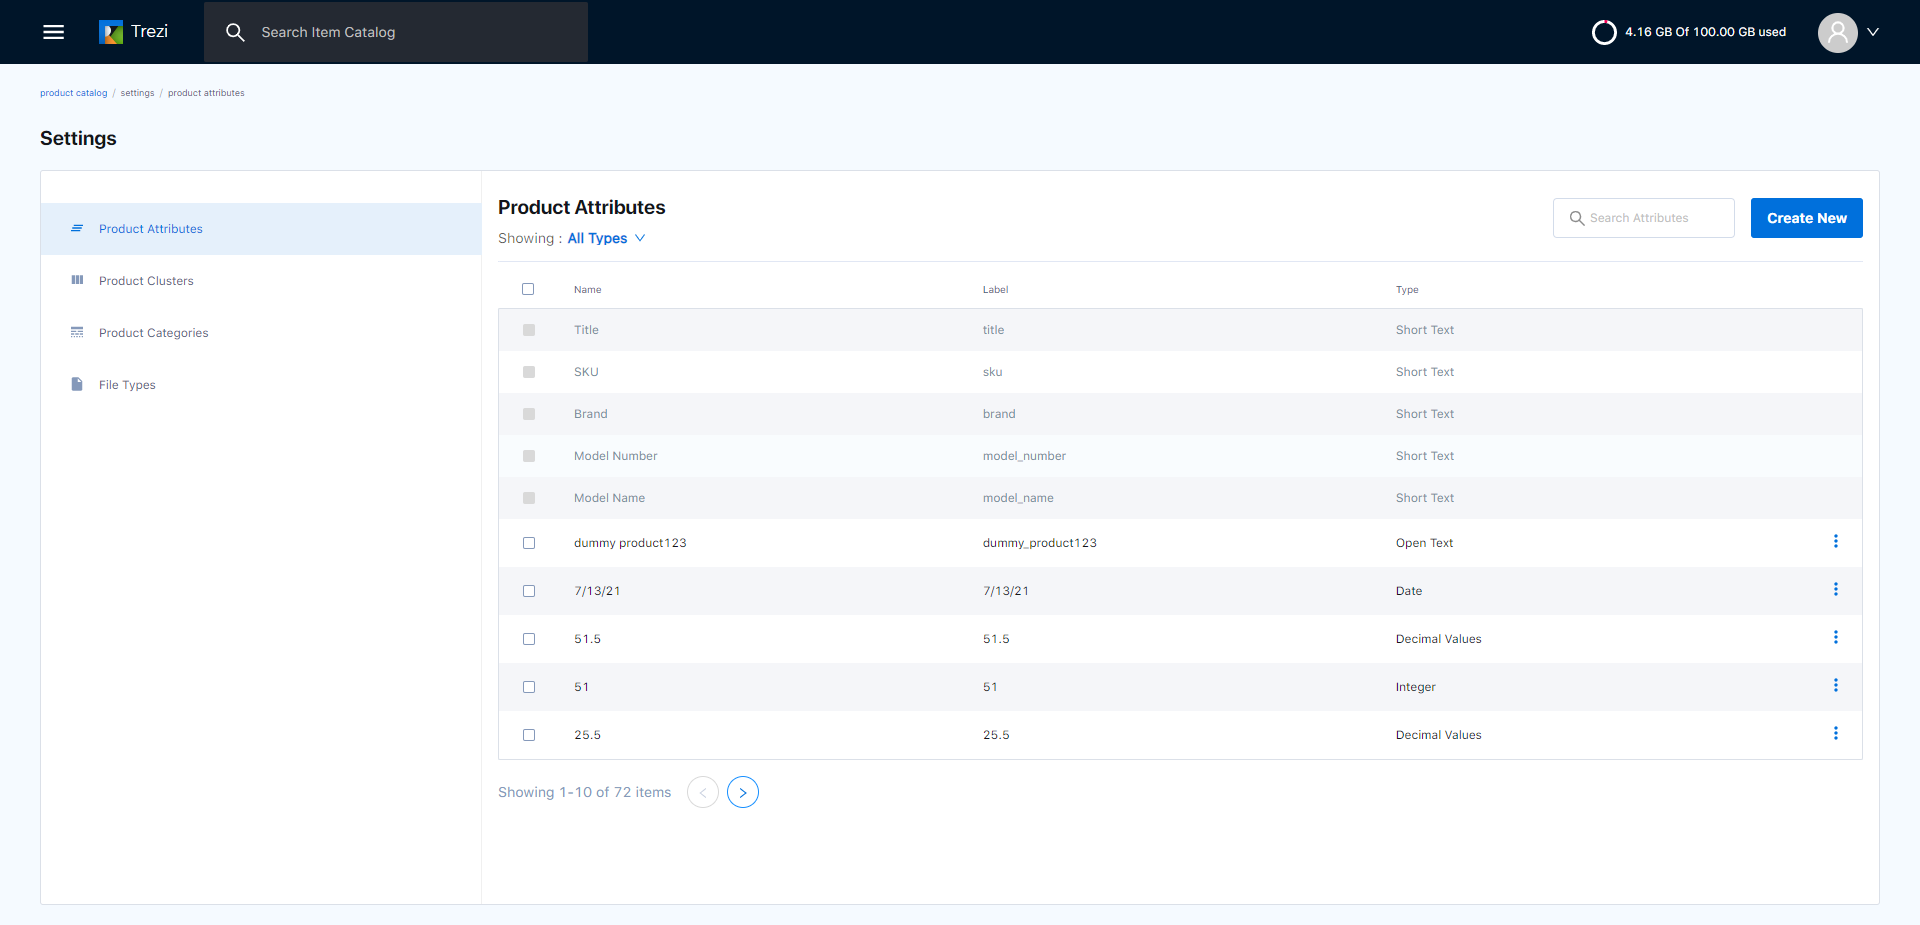 Trezi
Search Item Catalog
4.16 GB Of 100.00 GB used
product catalog / settings / product attributes
Settings
Product Attributes
Product Clusters
Product Categories
File Types
Product Attributes
Showing : All Types
Search Attributes
Create New
Name Label Type
Title title Short Text
SKU sku Short Text
Brand brand Short Text
Model Number model_number Short Text
Model Name model_name Short Text
dummy product123 dummy_product123 Open Text
7/13/21 7/13/21 Date
51.5 51.5 Decimal Values
51 51 Integer
25.5 25.5 Decimal Values
Showing 1-10 of 72 items